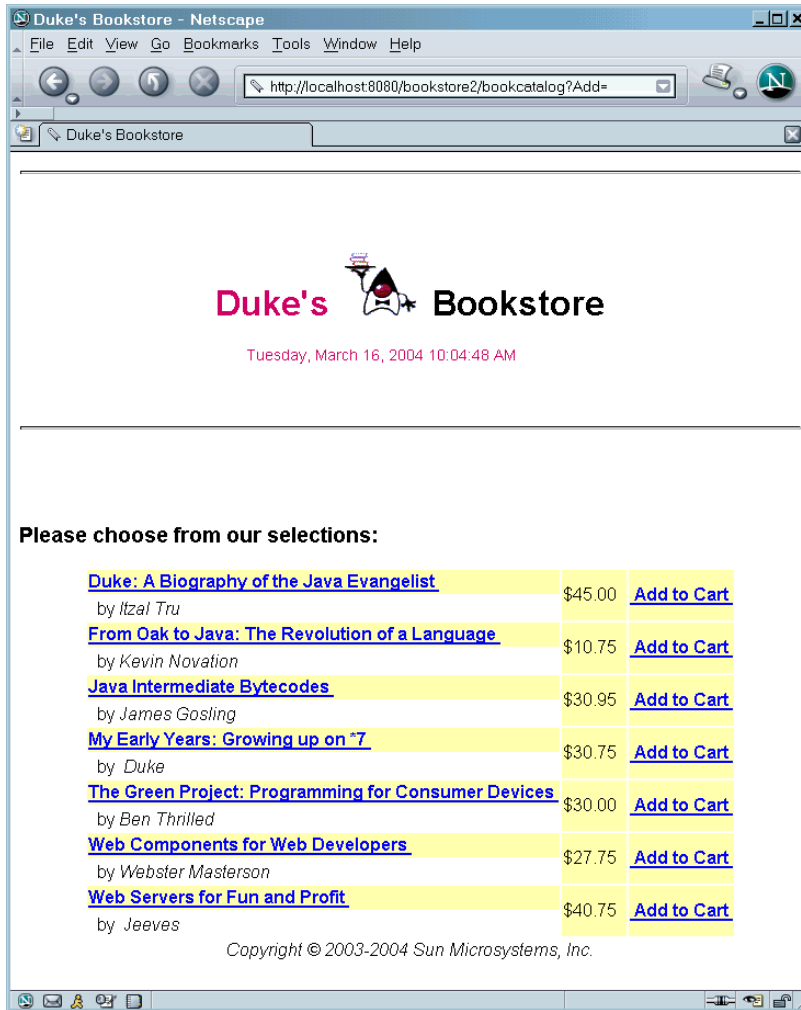 Duke's Bookstore - Netscape
File Edit View Go Bookmarks Tools Window Help
http://localhost:8080/bookstore2/bookcatalog?Add=
N
Duke's Bookstore
Duke's Bookstore
Tuesday, March 16, 2004 10:04:48 AM
Please choose from our selections:
Duke: A Biography of the Java Evangelist
by Itzal Tru
$45.00 Add to Cart
From Oak to Java: The Revolution of a Language
by Kevin Novation
$10.75 Add to Cart
Java Intermediate Bytecodes
by James Gosling
$30.95 Add to Cart
My Early Years: Growing up on *7
by Duke
$30.75 Add to Cart
The Green Project: Programming for Consumer Devices
by Ben Thrilled
$30.00 Add to Cart
Web Components for Web Developers
by Webster Masterson
$27.75 Add to Cart
Web Servers for Fun and Profit
by Jeeves
$40.75 Add to Cart
Copyright © 2003-2004 Sun Microsystems, Inc.